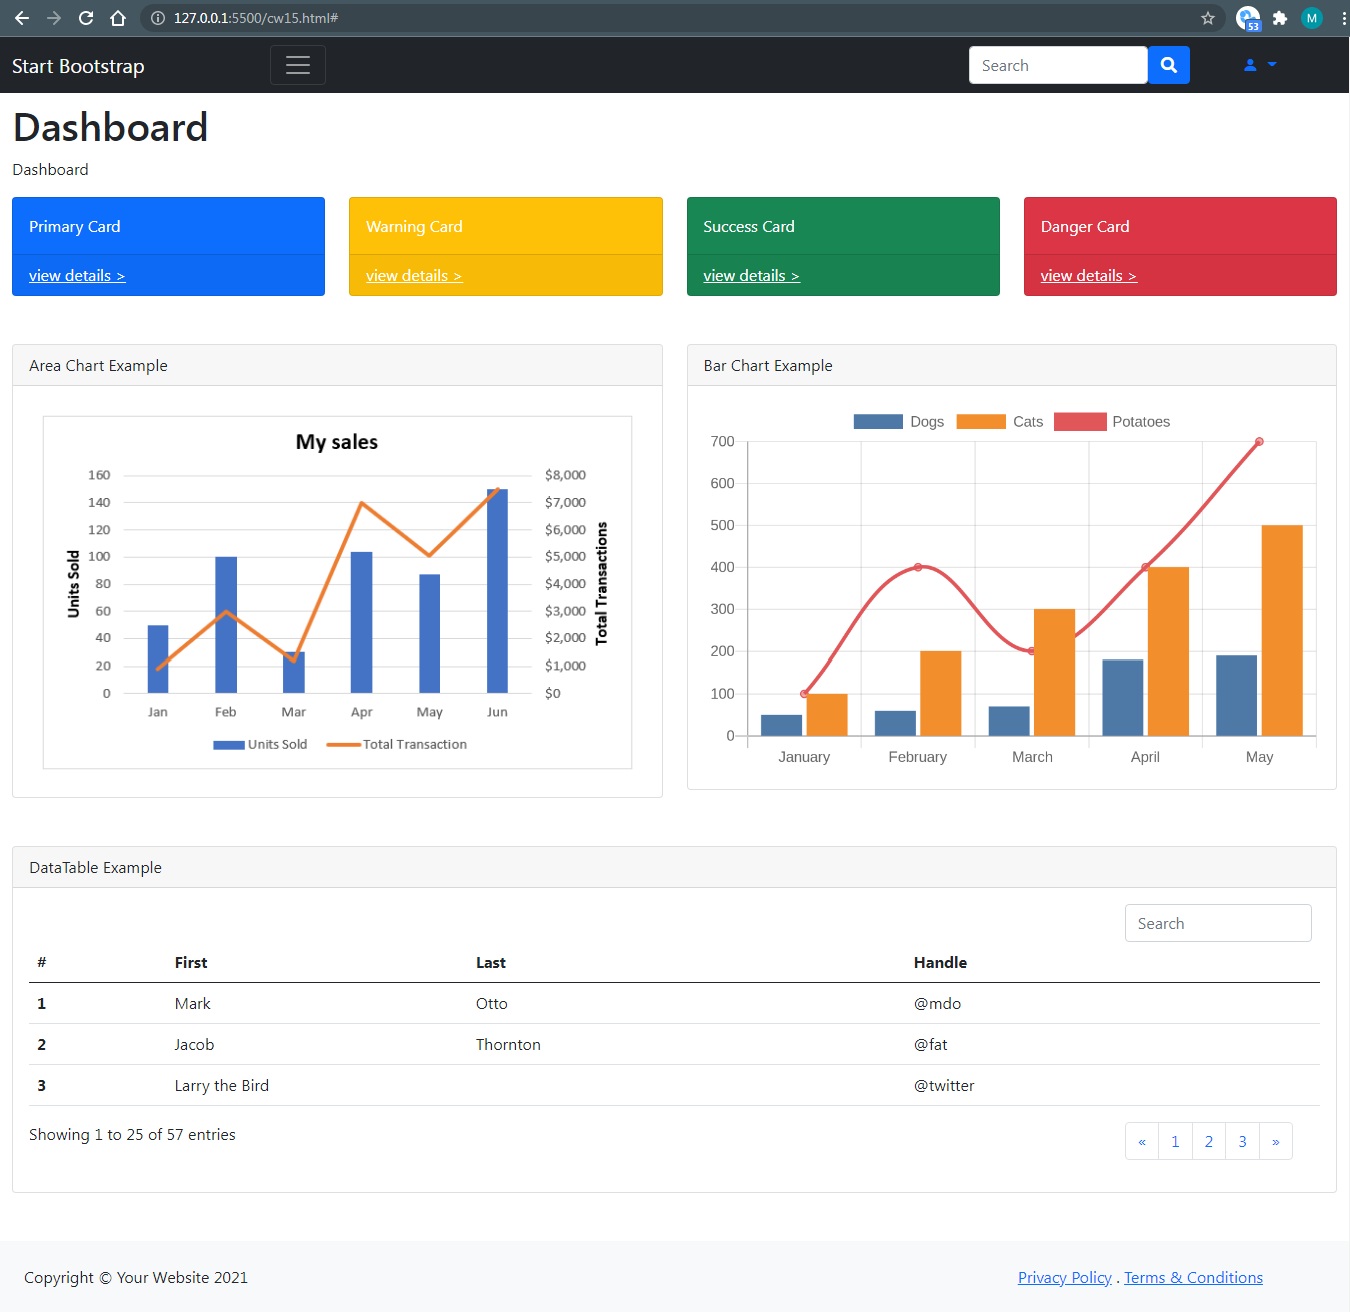 127.0.0.1:5500/cw15.html#
53
M
Start Bootstrap
Search
Dashboard
Dashboard
Primary Card
Warning Card
Success Card
Danger Card
view details >
view details >
view details >
view details >
Area Chart Example
My sales
Units Sold
160
140
120
100
80
60
40
20
0
$8,000
$7,000
$6,000
$5,000
$4,000
$3,000
$2,000
$1,000
$0
Total Transactions
Jan Feb Mar Apr May Jun
Units Sold Total Transaction
Bar Chart Example
Dogs Cats Potatoes
700
600
500
400
300
200
100
0
January February March April May
DataTable Example
Search
# First Last Handle
1 Mark Otto @mdo
2 Jacob Thornton @fat
3 Larry the Bird @twitter
Showing 1 to 25 of 57 entries
« 1 2 3 »
Copyright © Your Website 2021
Privacy Policy . Terms & Conditions